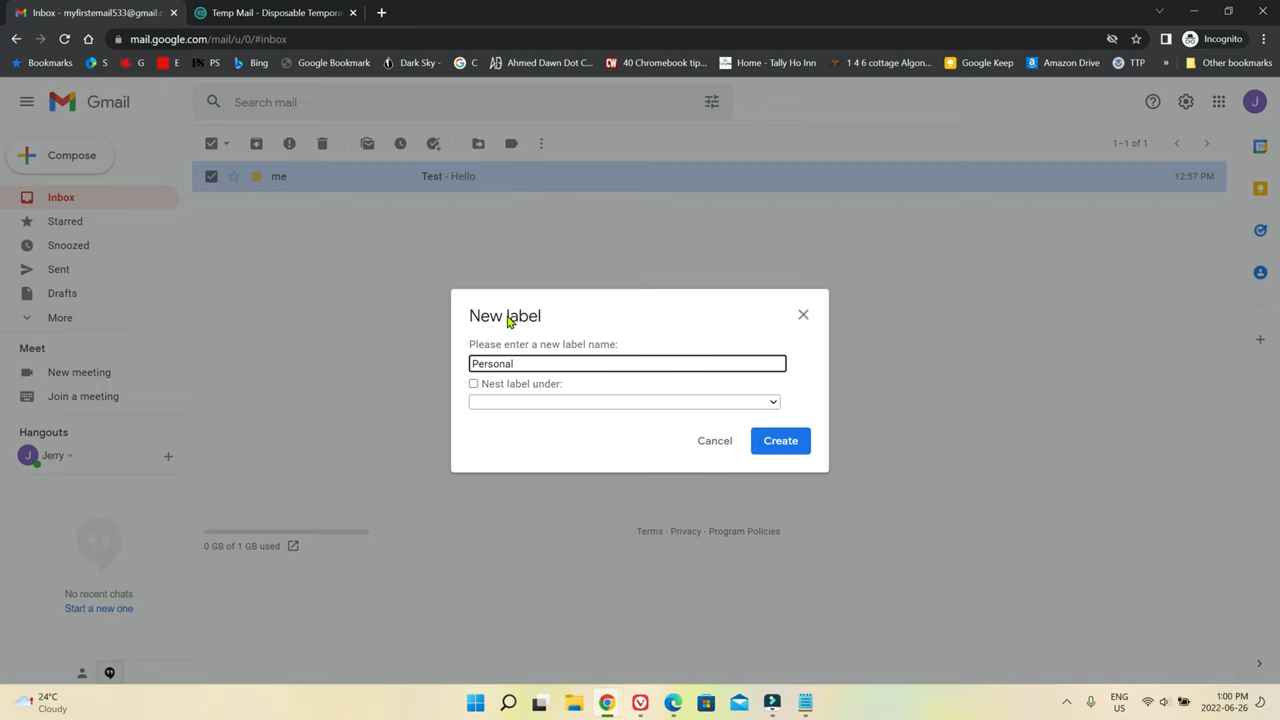 Inbox - myfirstemail533@gmail.c
Temp Mail - Disposable Tempora
mail.google.com/mail/u/0/#inbox
Incognito
Bookmarks
S
G
E
PS
Bing
Google Bookmark
Dark Sky -
C
Ahmed Dawn Dot C...
40 Chromebook tip...
Home - Tally Ho Inn
1 4 6 cottage Algon...
Google Keep
Amazon Drive
TTP
»
Other bookmarks
Gmail
Search mail
J
Compose
1–1 of 1
Inbox
me
Test - Hello
12:57 PM
Starred
Snoozed
Sent
Drafts
More
New label
Please enter a new label name:
Personal
Nest label under:
Cancel
Create
Meet
New meeting
Join a meeting
Hangouts
J
Jerry
0 GB of 1 GB used
Terms · Privacy · Program Policies
No recent chats
Start a new one
24°C
Cloudy
ENG
US
1:00 PM
2022-06-26